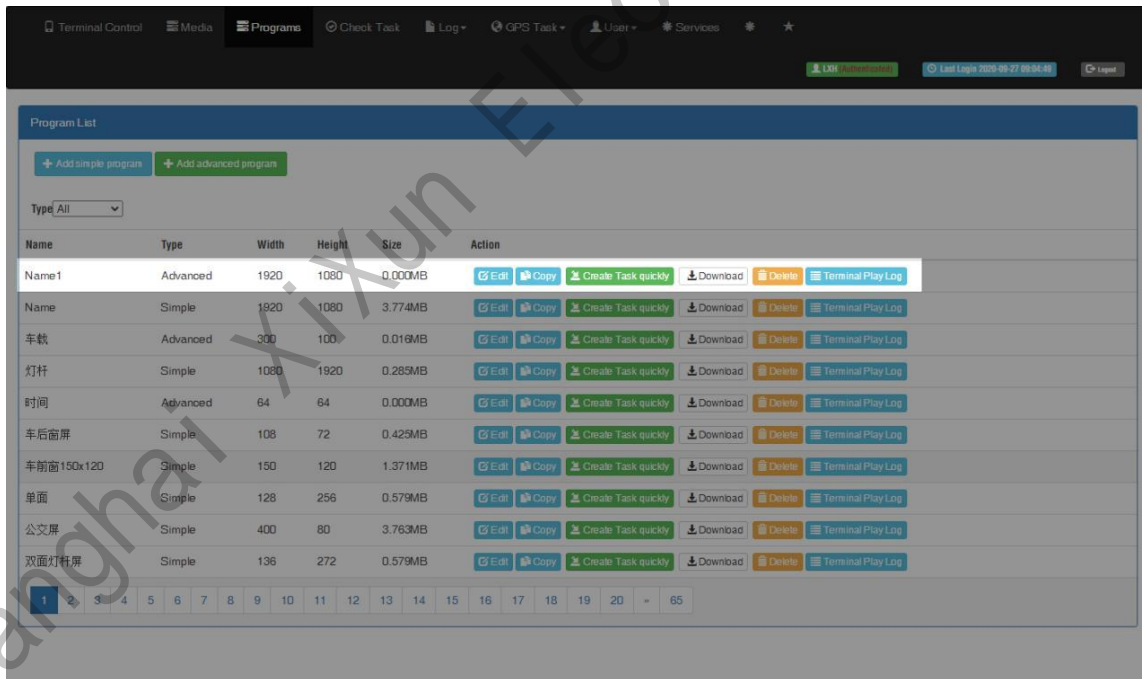 Terminal Control Media Programs Check Task Log GPS Task User Services
LXH (Authenticated) Last Login 2020-09-27 09:04:49 Logout
Program List
Add simple program Add advanced program
Type All
Name Type Width Height Size Action
Name1 Advanced 1920 1080 0.000MB Edit Copy Create Task quickly Download Delete Terminal Play Log
Name Simple 1920 1080 3.774MB Edit Copy Create Task quickly Download Delete Terminal Play Log
车载 Advanced 300 100 0.016MB Edit Copy Create Task quickly Download Delete Terminal Play Log
灯杆 Simple 1080 1920 0.285MB Edit Copy Create Task quickly Download Delete Terminal Play Log
时间 Advanced 64 64 0.000MB Edit Copy Create Task quickly Download Delete Terminal Play Log
车后窗屏 Simple 108 72 0.425MB Edit Copy Create Task quickly Download Delete Terminal Play Log
车前窗150x120 Simple 150 120 1.371MB Edit Copy Create Task quickly Download Delete Terminal Play Log
单面 Simple 128 256 0.579MB Edit Copy Create Task quickly Download Delete Terminal Play Log
公交屏 Simple 400 80 3.763MB Edit Copy Create Task quickly Download Delete Terminal Play Log
双面灯杆屏 Simple 136 272 0.579MB Edit Copy Create Task quickly Download Delete Terminal Play Log
1 2 3 4 5 6 7 8 9 10 11 12 13 14 15 16 17 18 19 20 » 65
anghai XiXun Elec